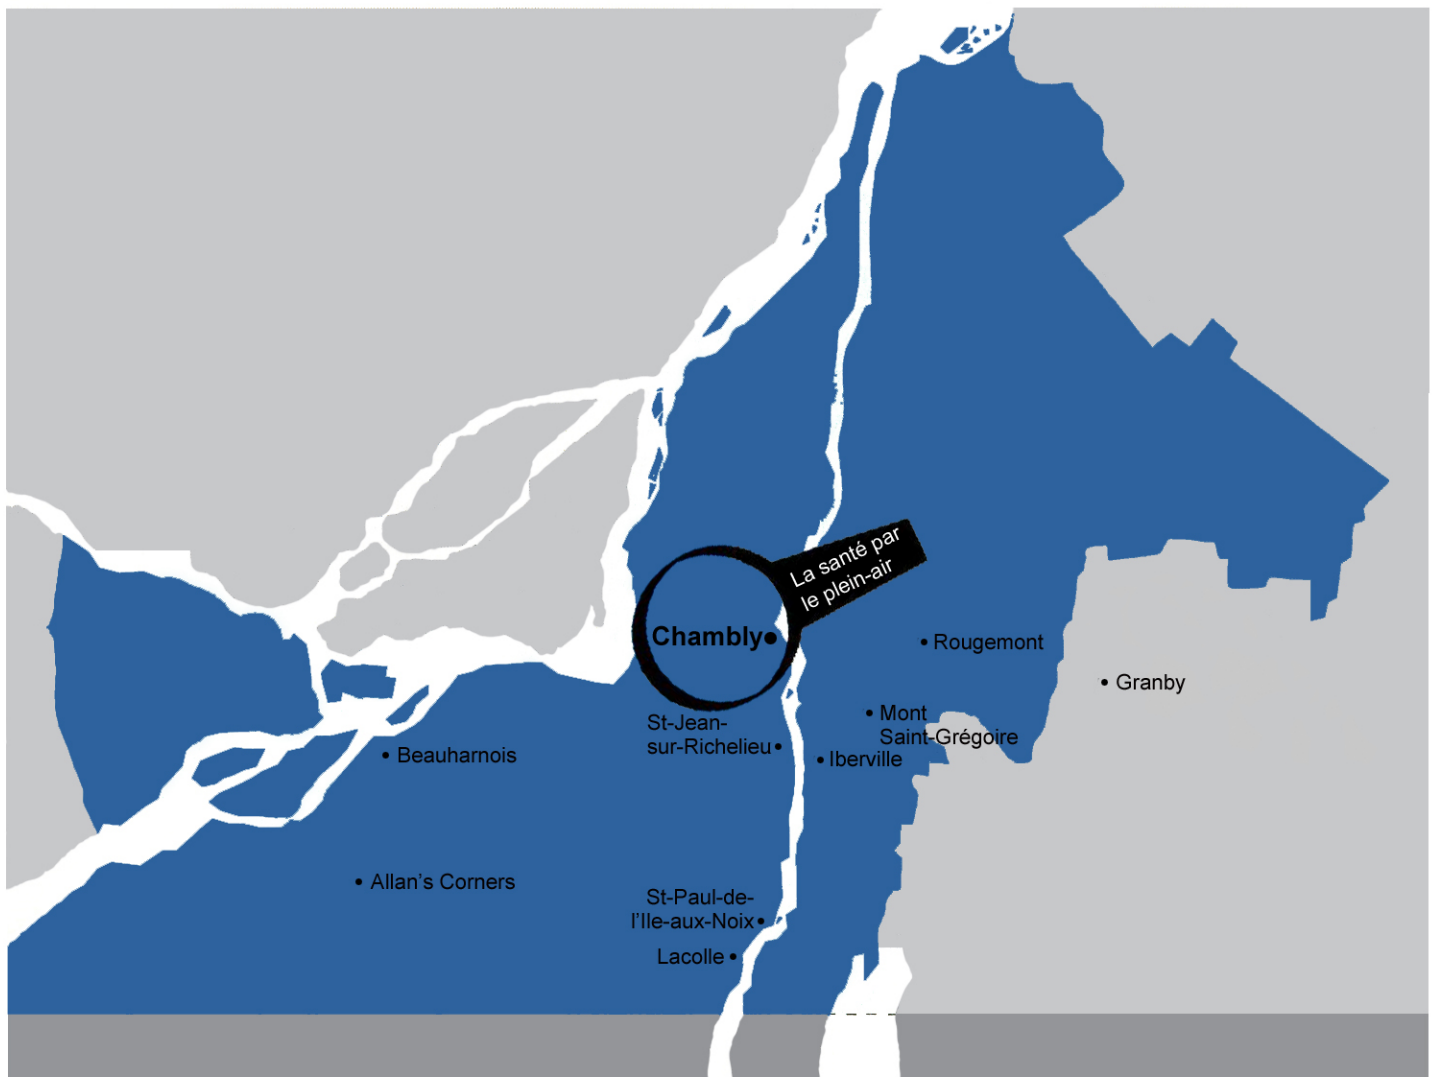 La santé par
le plein-air
Chambly
Rougemont
Granby
St-Jean-
sur-Richelieu
Mont
Saint-Grégoire
Iberville
Beauharnois
Allan's Corners
St-Paul-de-
l'Ile-aux-Noix
Lacolle